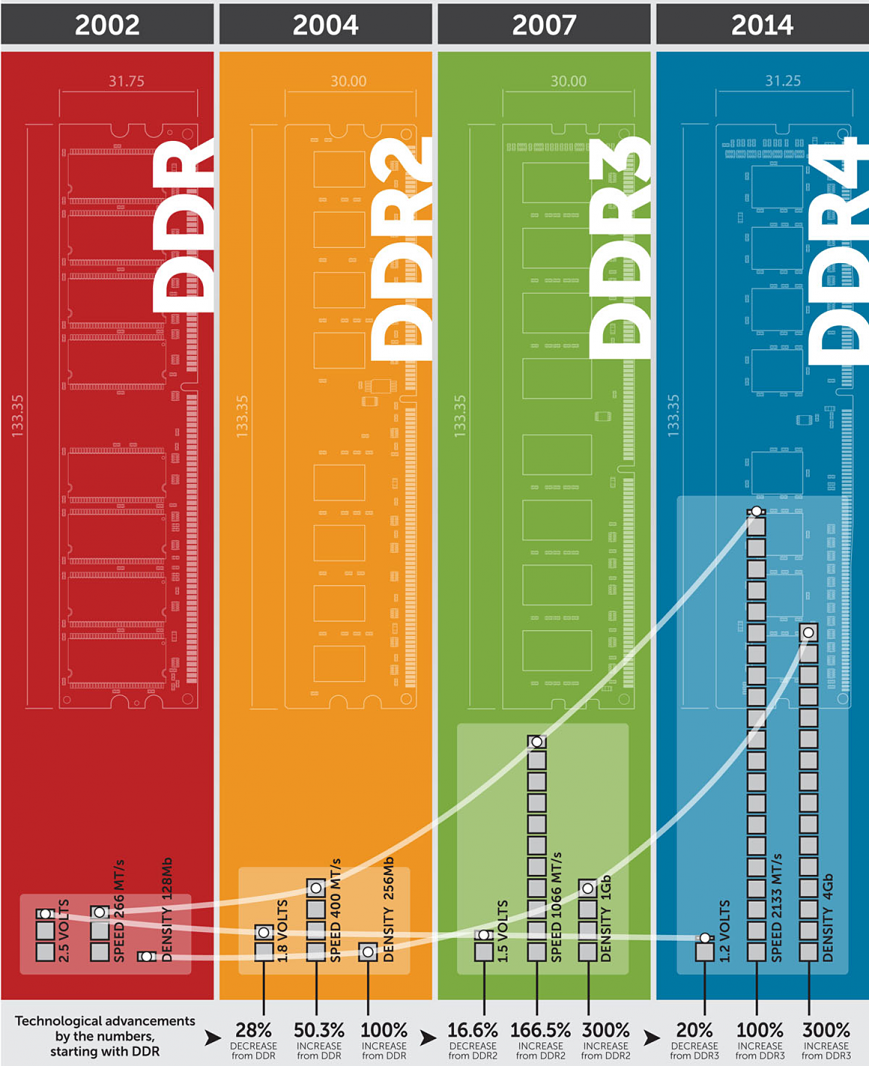 2002
2004
2007
2014
31.75
30.00
30.00
31.25
DDR
DDR2
DDR3
DDR4
133.35
133.35
133.35
133.35
2.5 VOLTS
SPEED 266 MT/s
DENSITY 128Mb
1.8 VOLTS
SPEED 400 MT/s
DENSITY 256Mb
1.5 VOLTS
SPEED 1066 MT/s
DENSITY 1Gb
1.2 VOLTS
SPEED 2133 MT/s
DENSITY 4Gb
Technological advancements
by the numbers,
starting with DDR
28%
DECREASE
from DDR
50.3%
INCREASE
from DDR
100%
INCREASE
from DDR
16.6%
DECREASE
from DDR2
166.5%
INCREASE
from DDR2
300%
INCREASE
from DDR2
20%
DECREASE
from DDR3
100%
INCREASE
from DDR3
300%
INCREASE
from DDR3